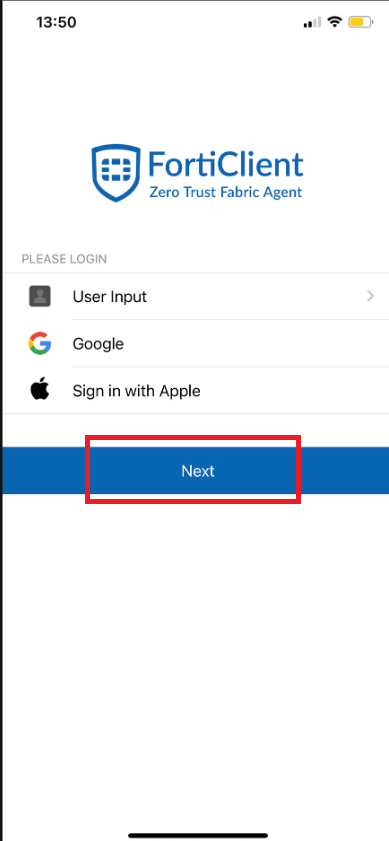 13:50
FortiClient
Zero Trust Fabric Agent
PLEASE LOGIN
User Input
Google
Sign in with Apple
Next